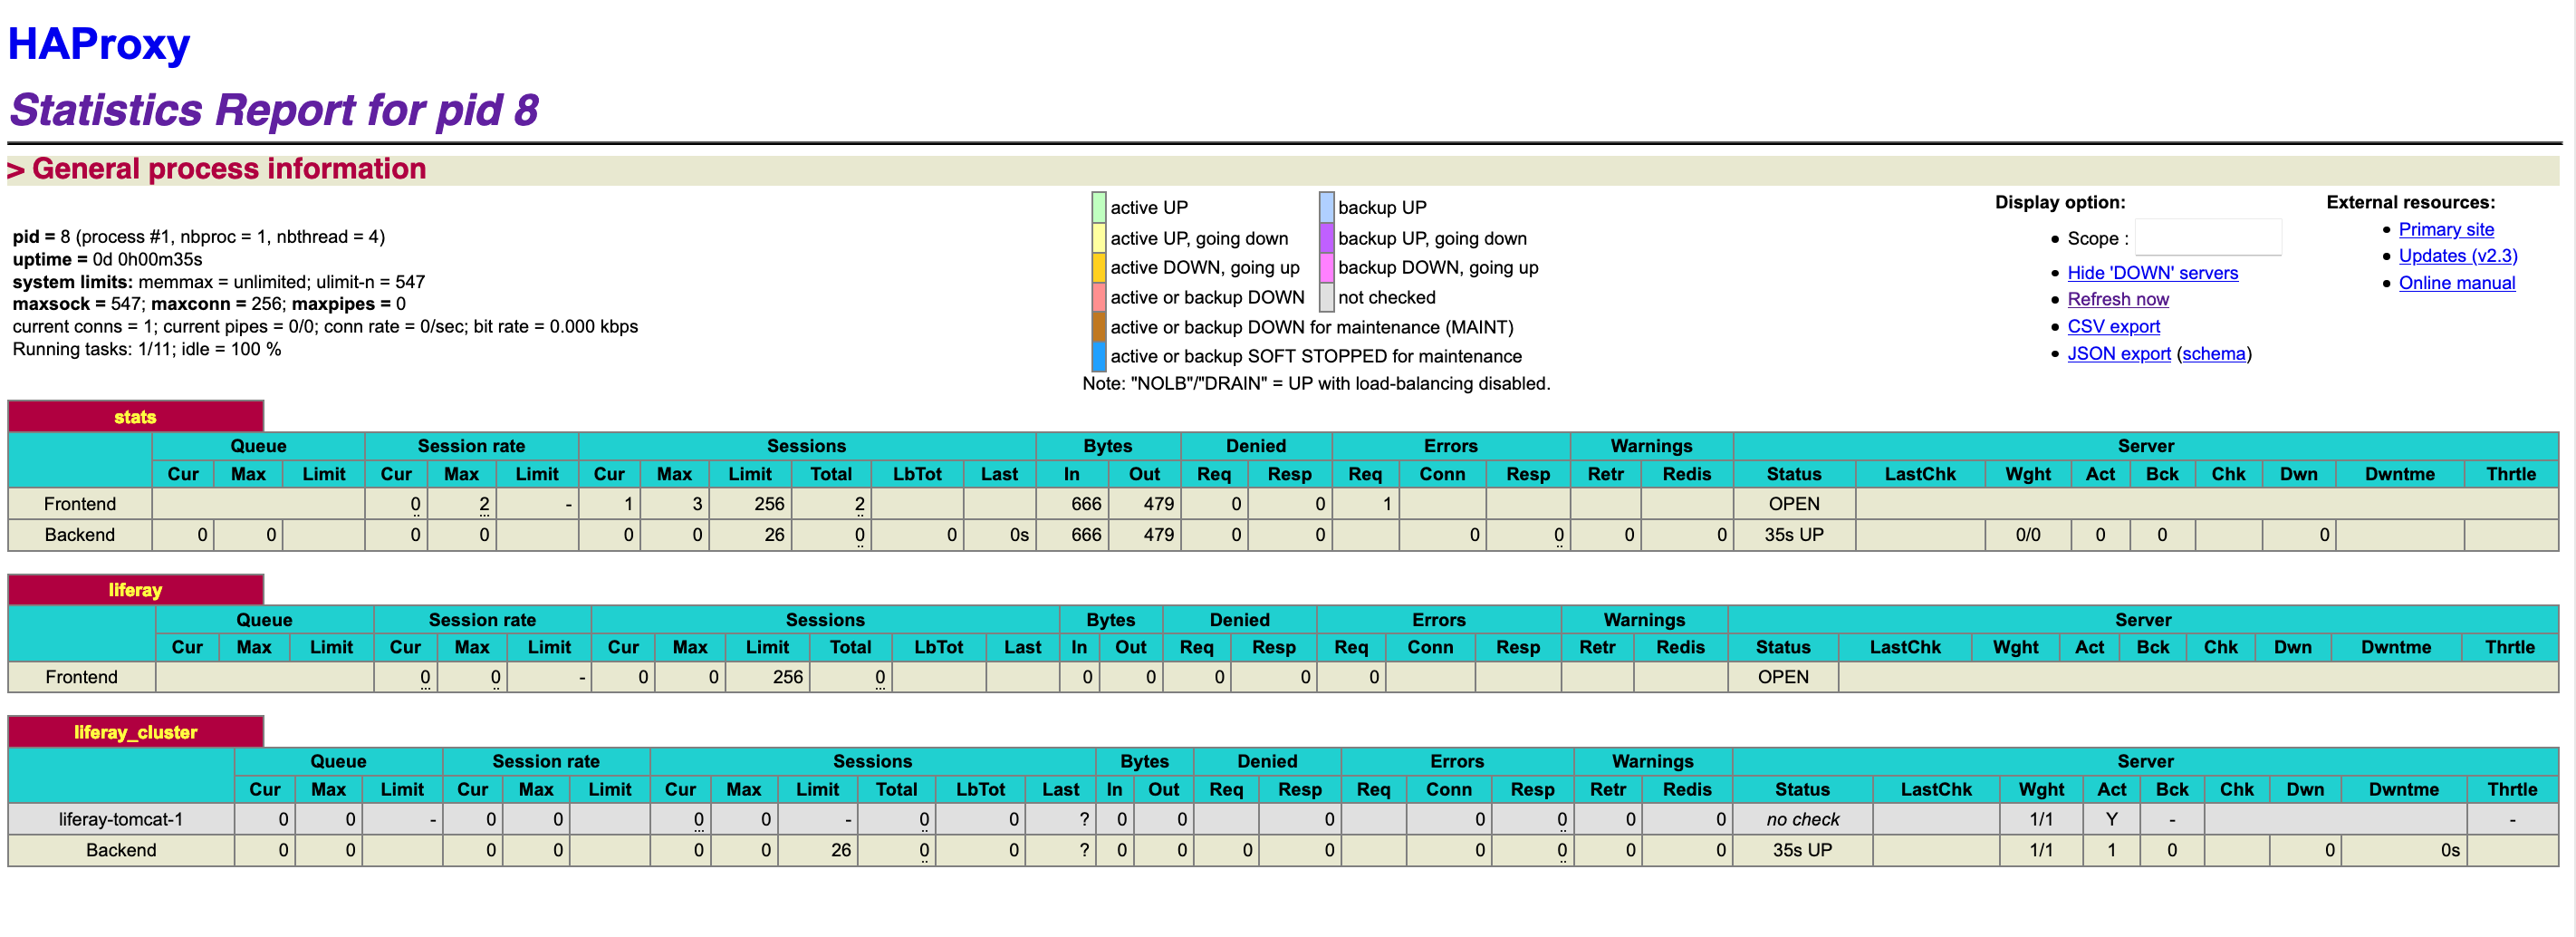 HAProxy
Statistics Report for pid 8
> General process information
pid = 8 (process #1, nbproc = 1, nbthread = 4)
uptime = 0d 0h00m35s
system limits: memmax = unlimited; ulimit-n = 547
maxsock = 547; maxconn = 256; maxpipes = 0
current conns = 1; current pipes = 0/0; conn rate = 0/sec; bit rate = 0.000 kbps
Running tasks: 1/11; idle = 100 %
active UP backup UP
active UP, going down backup UP, going down
active DOWN, going up backup DOWN, going up
active or backup DOWN not checked
active or backup DOWN for maintenance (MAINT)
active or backup SOFT STOPPED for maintenance
Note: "NOLB"/"DRAIN" = UP with load-balancing disabled.
Display option:
Scope :
Hide 'DOWN' servers
Refresh now
CSV export
JSON export (schema)
External resources:
Primary site
Updates (v2.3)
Online manual
stats
Queue Session rate Sessions Bytes Denied Errors Warnings Server
Cur Max Limit Cur Max Limit Cur Max Limit Total LbTot Last In Out Req Resp Req Conn Resp Retr Redis Status LastChk Wght Act Bck Chk Dwn Dwntme Thrtle
Frontend 0 2 - 1 3 256 2 666 479 0 0 1 OPEN
Backend 0 0 0 0 0 0 26 0 0 0s 666 479 0 0 0 0 0 0 35s UP 0/0 0 0 0
liferay
Queue Session rate Sessions Bytes Denied Errors Warnings Server
Cur Max Limit Cur Max Limit Cur Max Limit Total LbTot Last In Out Req Resp Req Conn Resp Retr Redis Status LastChk Wght Act Bck Chk Dwn Dwntme Thrtle
Frontend 0 0 - 0 0 256 0 0 0 0 0 0 OPEN
liferay_cluster
Queue Session rate Sessions Bytes Denied Errors Warnings Server
Cur Max Limit Cur Max Limit Cur Max Limit Total LbTot Last In Out Req Resp Req Conn Resp Retr Redis Status LastChk Wght Act Bck Chk Dwn Dwntme Thrtle
liferay-tomcat-1 0 0 - 0 0 0 0 - 0 0 ? 0 0 0 0 0 0 0 no check 1/1 Y - -
Backend 0 0 0 0 0 0 26 0 0 ? 0 0 0 0 0 0 0 0 35s UP 1/1 1 0 0 0s